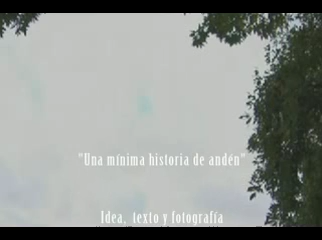 "Una mínima historia de andén"
Idea, texto y fotografía